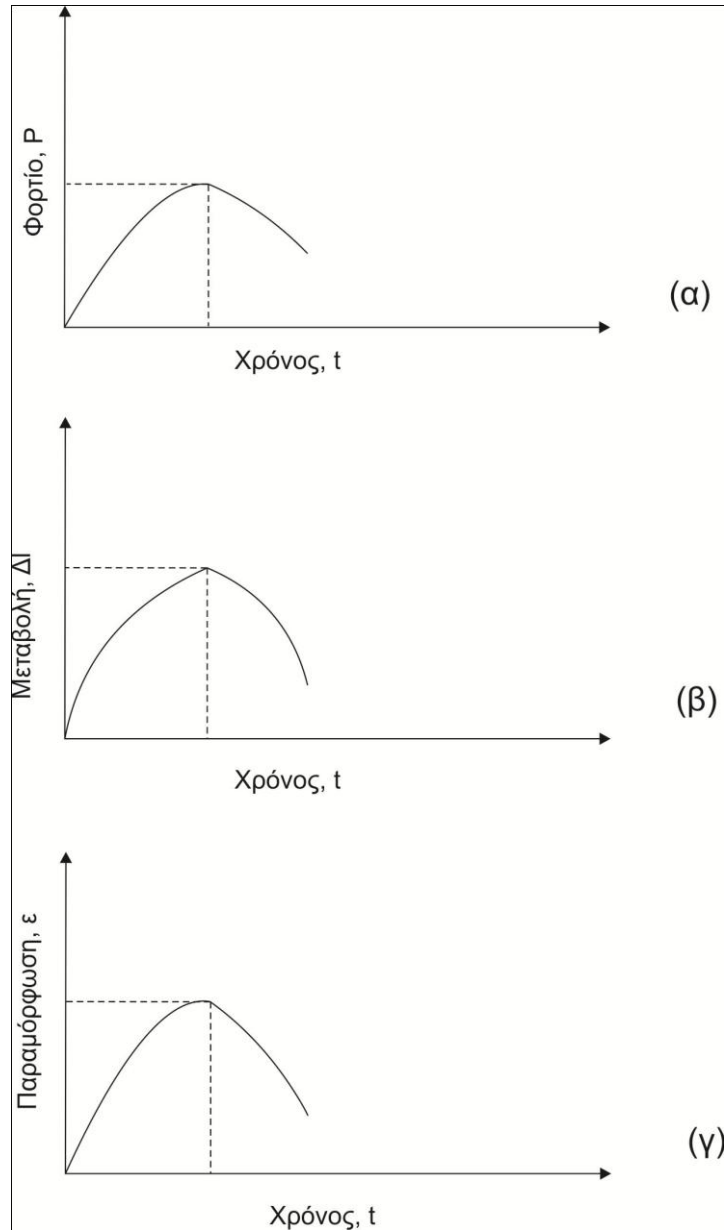 Φορτίο, P
(α)
Χρόνος, t
Μεταβολή, Δl
(β)
Χρόνος, t
Παραμόρφωση, ε
(γ)
Χρόνος, t